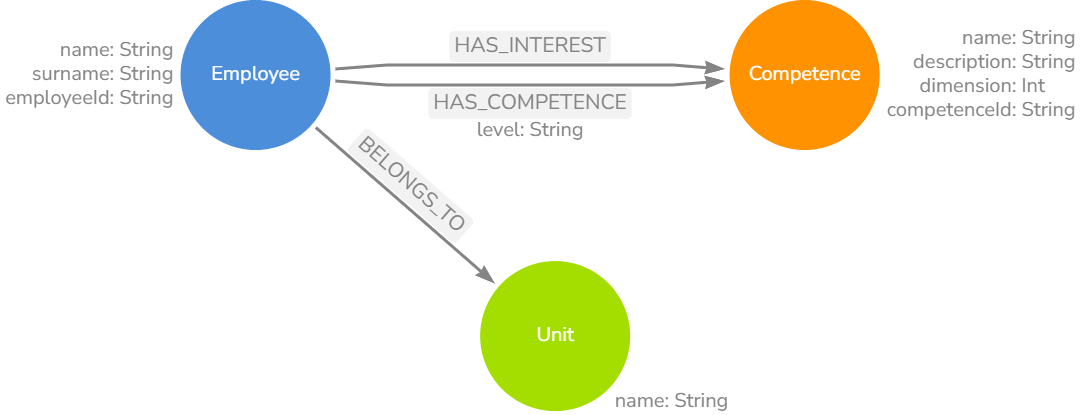 name: String
surname: String
employeeId: String
Employee
HAS_INTEREST
HAS_COMPETENCE
level: String
Competence
name: String
description: String
dimension: Int
competenceId: String
BELONGS_TO
Unit
name: String